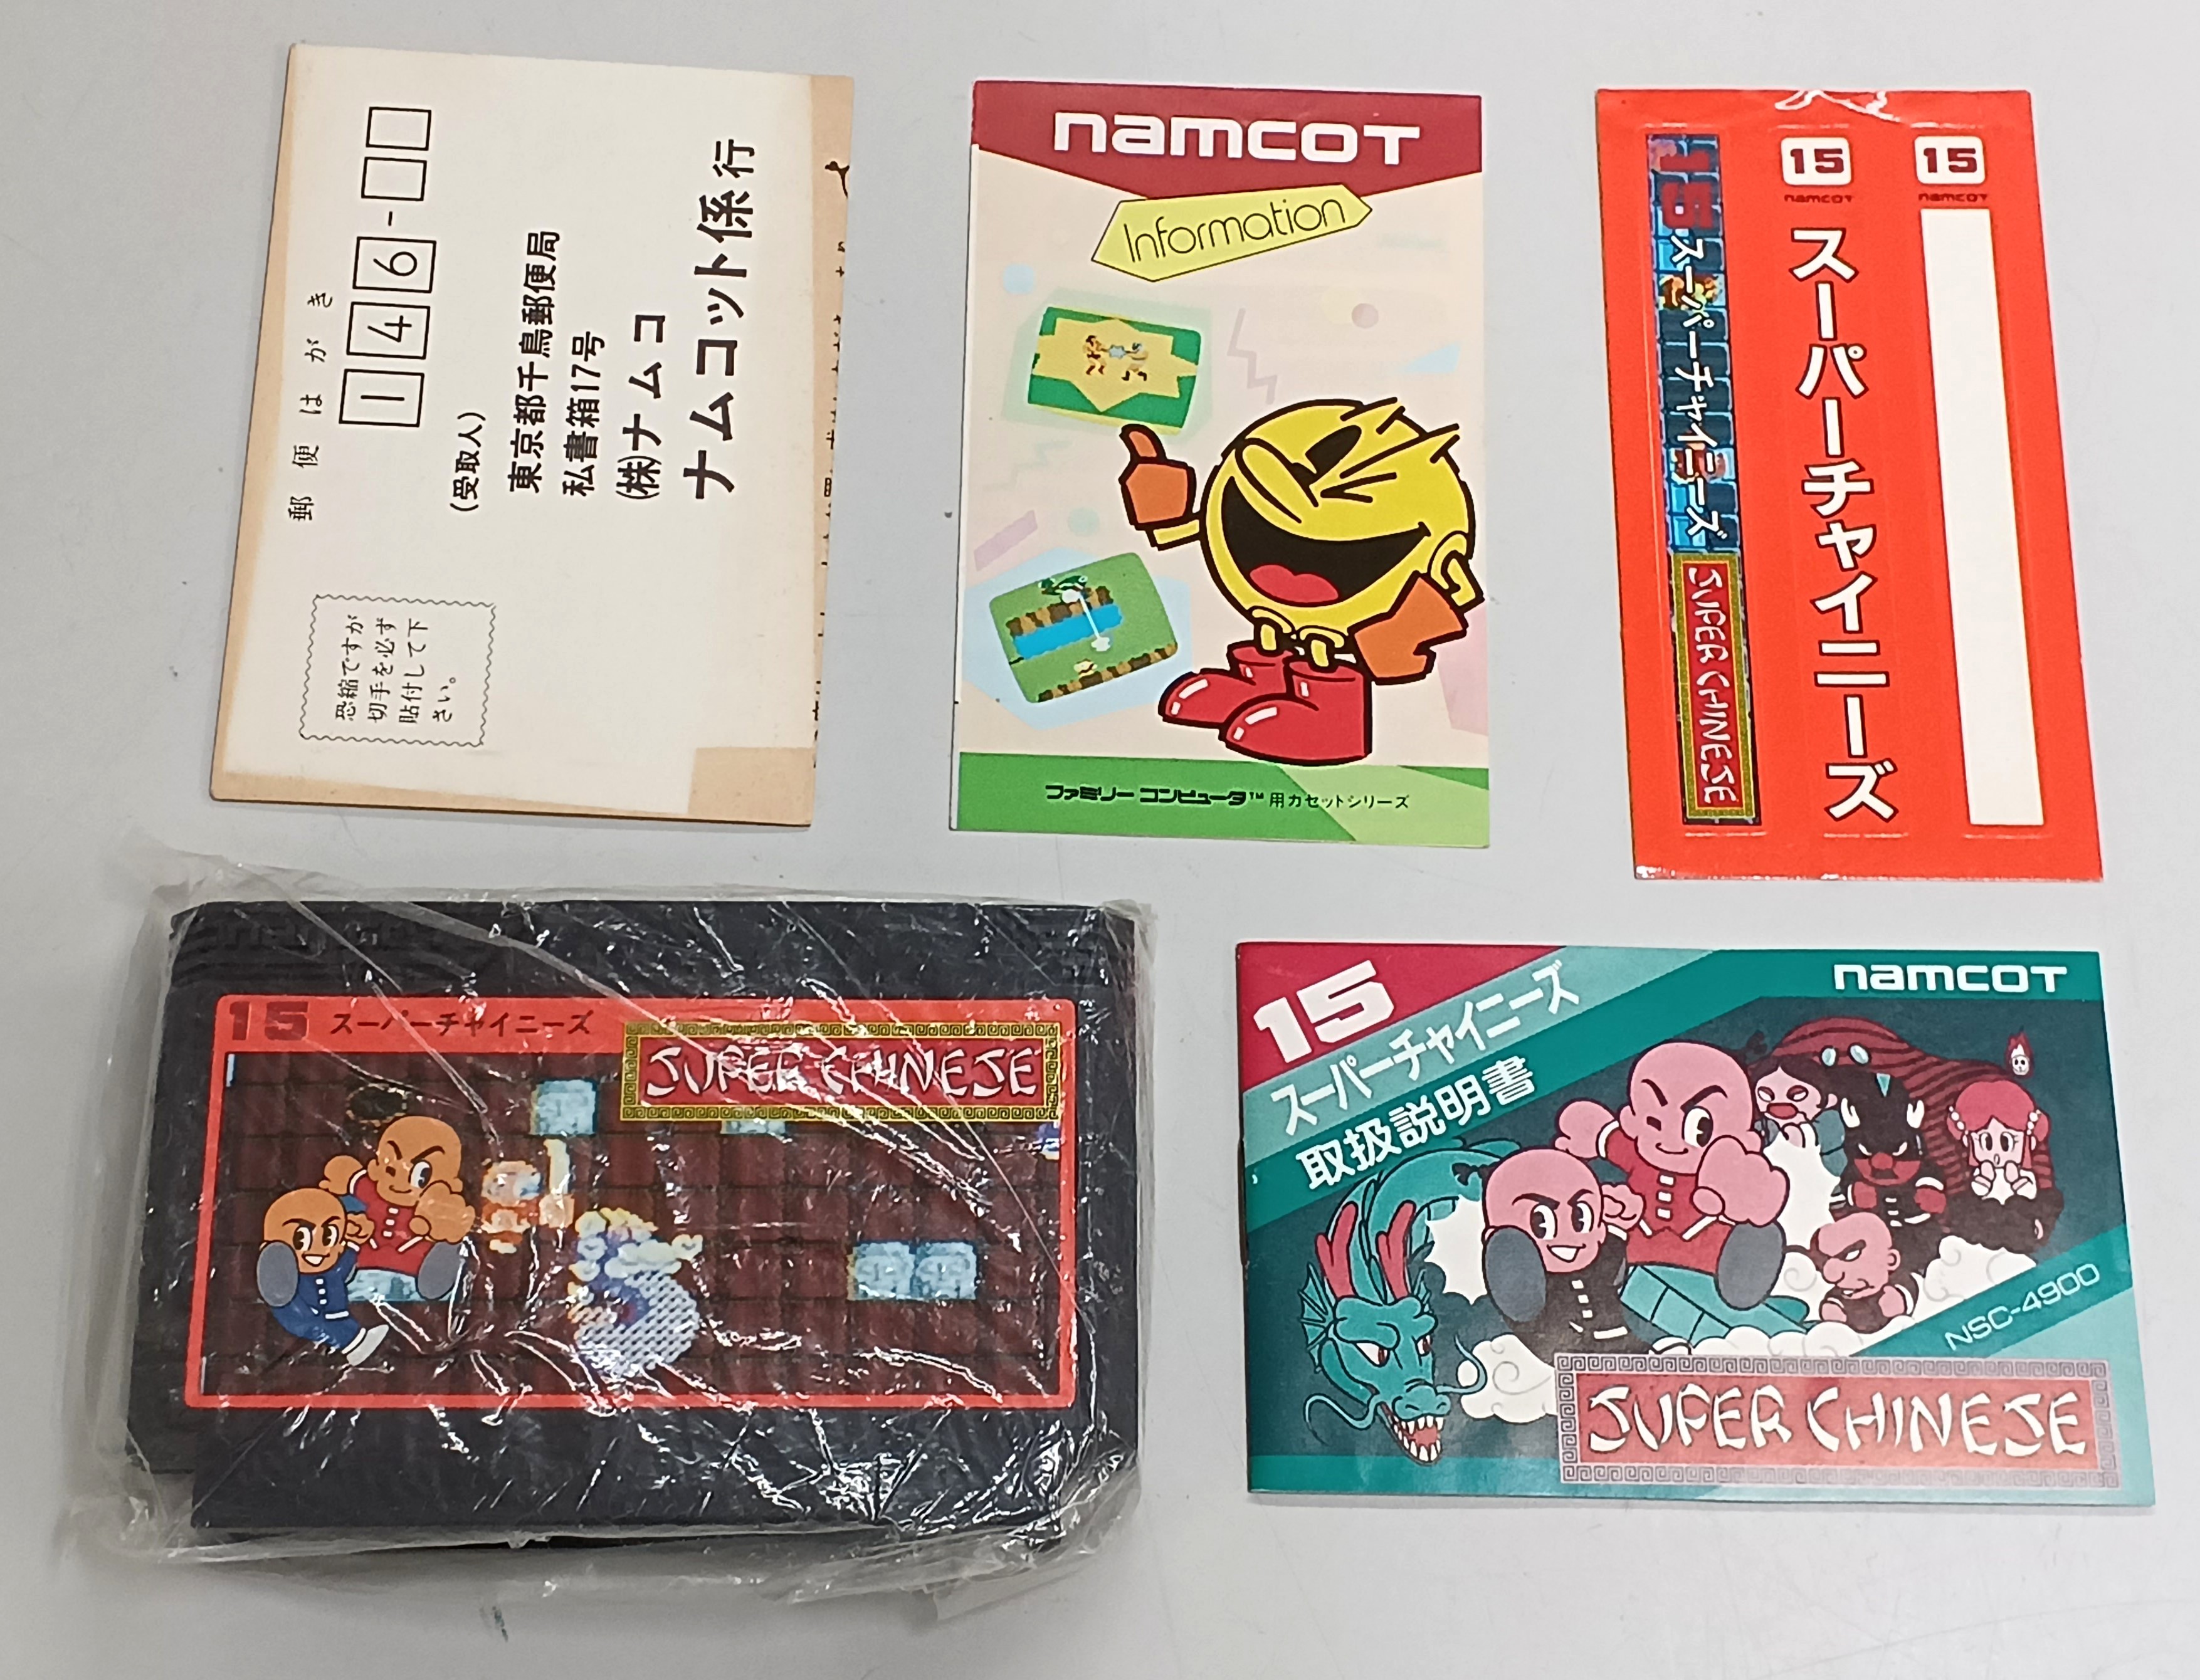 郵便はがき
146-
(受取人)
東京都千鳥郵便局
私書箱17号
(株)ナムコ
ナムコット係 行
恐縮ですが
切手を必ず
貼付して下
さい。
namcoT
Information
ファミリーコンピュータ™用カセットシリーズ
15
スーパーチャイニーズ
SUPER CHINESE
15
namcoT
スーパーチャイニーズ
15
namcoT
15 スーパーチャイニーズ
SUPER CHINESE
15
スーパーチャイニーズ
取扱説明書
namcoT
NSC-4900
SUPER CHINESE